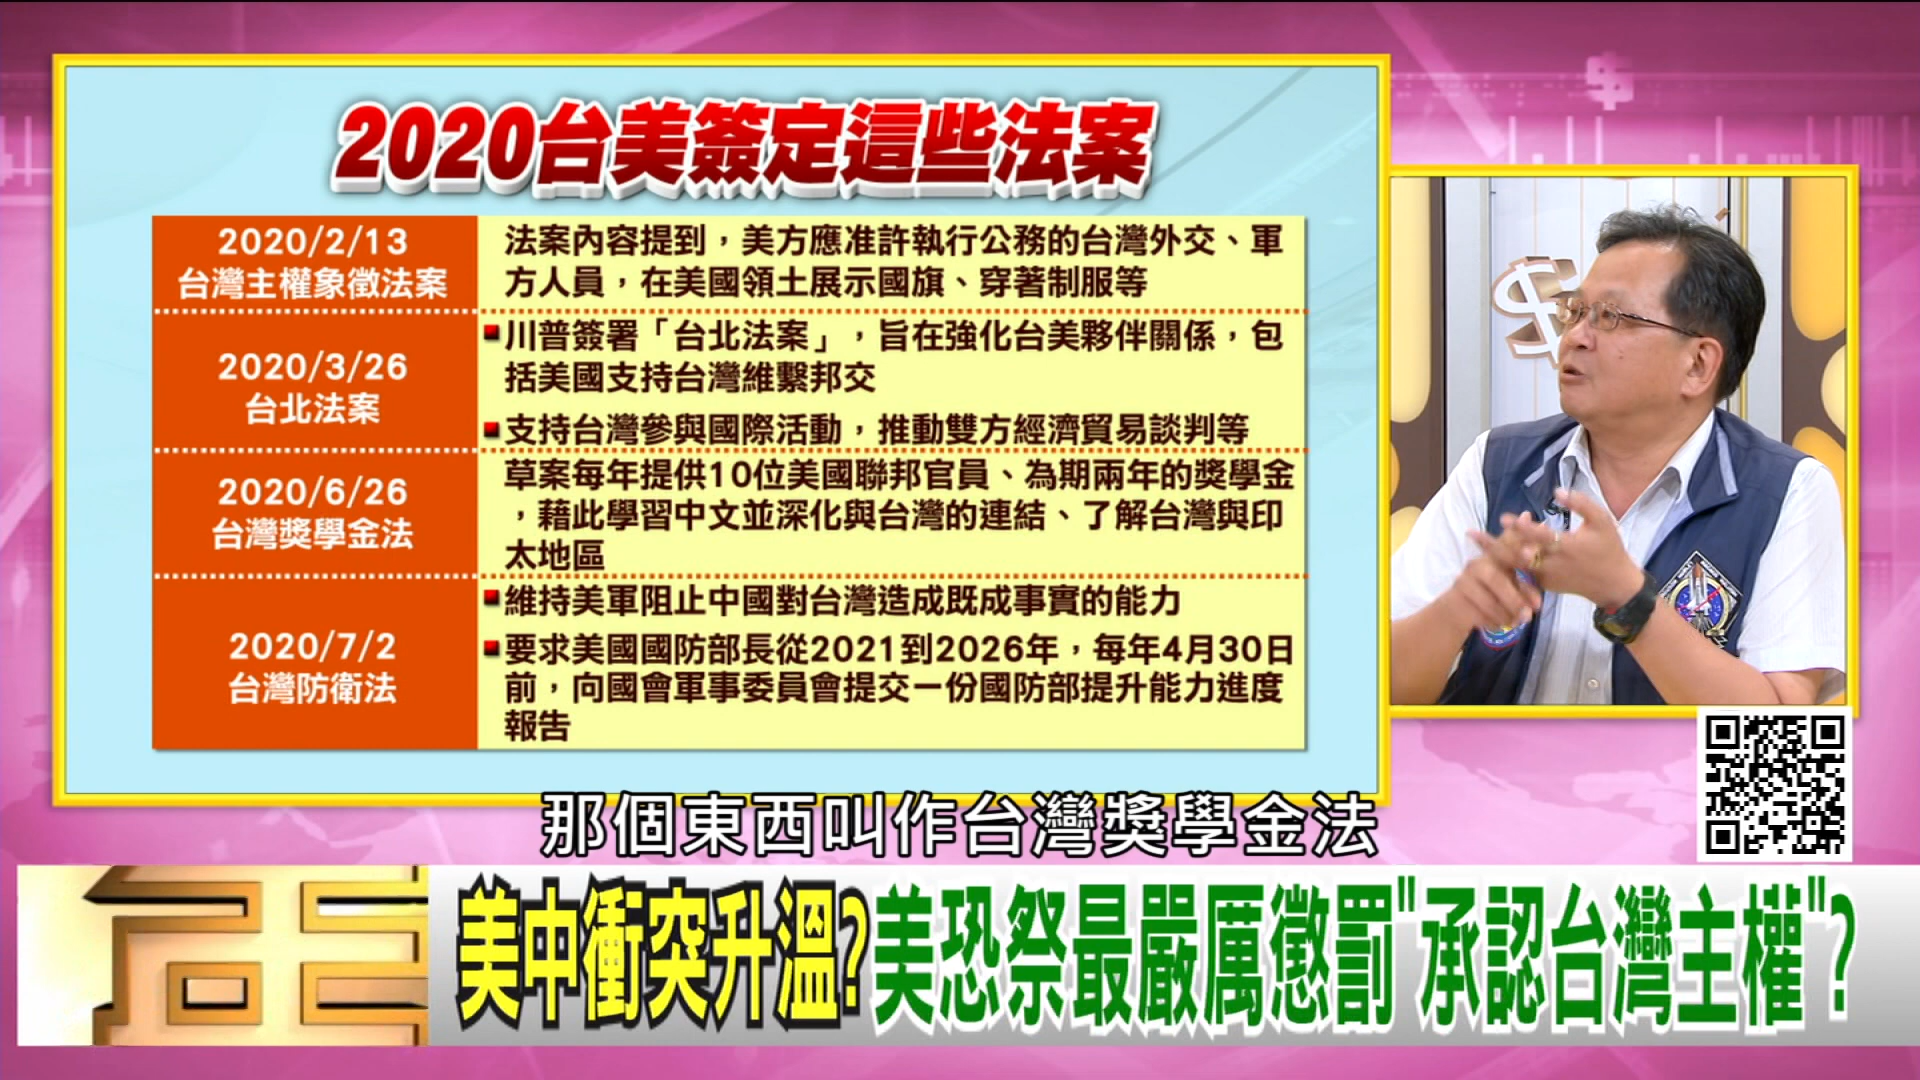 2020台美簽定這些法案
2020/2/13
台灣主權象徵法案
法案內容提到，美方應准許執行公務的台灣外交、軍
方人員，在美國領土展示國旗、穿著制服等
2020/3/26
台北法案
川普簽署「台北法案」，旨在強化台美夥伴關係，包
括美國支持台灣維繫邦交
支持台灣參與國際活動，推動雙方經濟貿易談判等
2020/6/26
台灣獎學金法
草案每年提供10位美國聯邦官員、為期兩年的獎學金
，藉此學習中文並深化與台灣的連結、了解台灣與印
太地區
2020/7/2
台灣防衛法
維持美軍阻止中國對台灣造成既成事實的能力
要求美國國防部長從2021到2026年，每年4月30日
前，向國會軍事委員會提交一份國防部提升能力進度
報告
那個東西叫作台灣獎學金法
美中衝突升溫?美恐祭最嚴厲懲罰"承認台灣主權"?